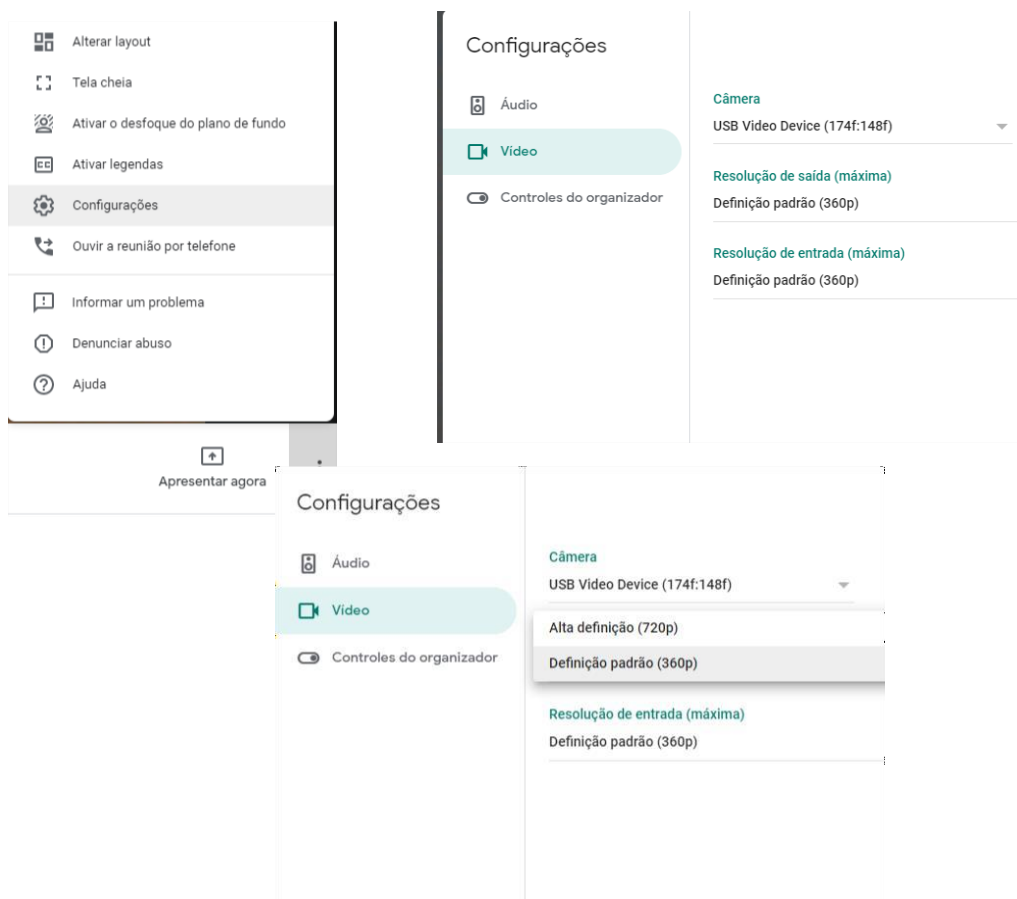 Alterar layout
Tela cheia
Ativar o desfoque do plano de fundo
Ativar legendas
Configurações
Ouvir a reunião por telefone
Informar um problema
Denunciar abuso
Ajuda
Apresentar agora
Configurações
Áudio
Vídeo
Controles do organizador
Câmera
USB Video Device (174f:148f)
Resolução de saída (máxima)
Definição padrão (360p)
Resolução de entrada (máxima)
Definição padrão (360p)
Configurações
Áudio
Vídeo
Controles do organizador
Câmera
USB Video Device (174f:148f)
Alta definição (720p)
Definição padrão (360p)
Resolução de entrada (máxima)
Definição padrão (360p)